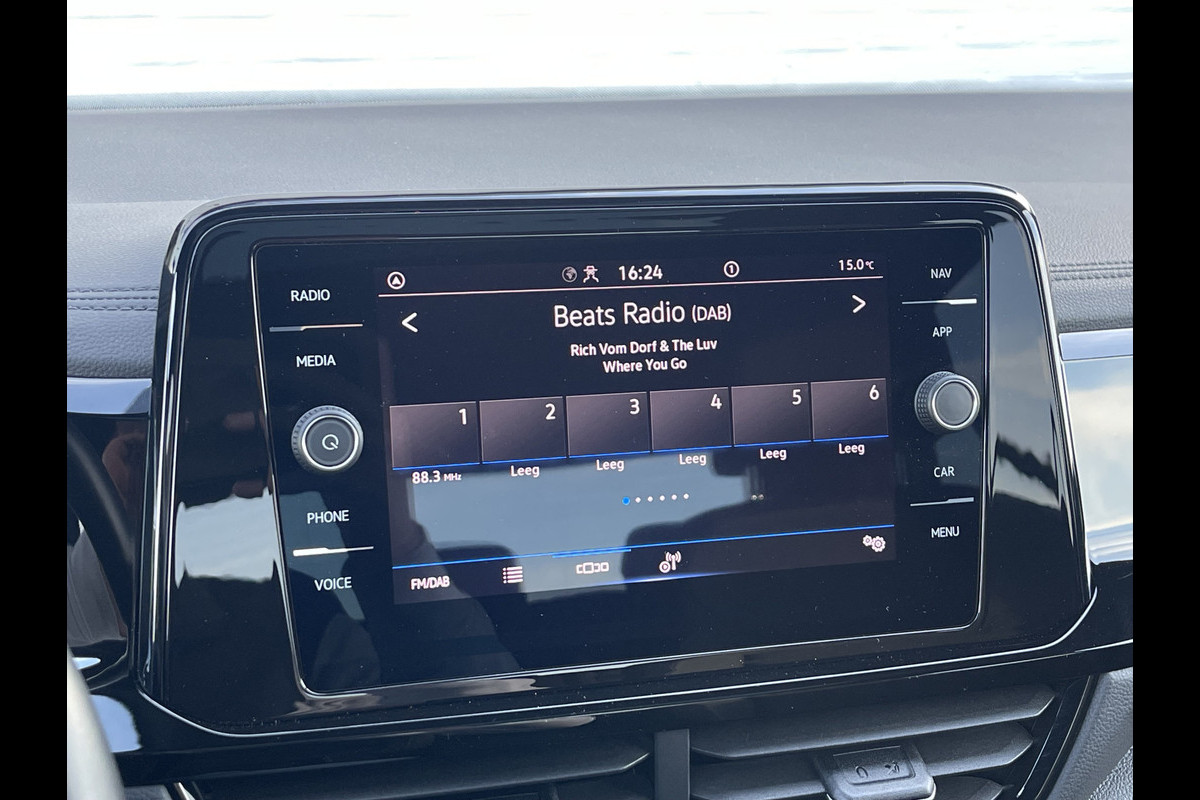 RADIO
MEDIA
PHONE
VOICE
16:24
1
15.0°C
< Beats Radio (DAB) >
Rich Vom Dorf & The Luv
Where You Go
1 2 3 4 5 6
88.3 MHz Leeg Leeg Leeg Leeg Leeg
FM/DAB
NAV
APP
CAR
MENU